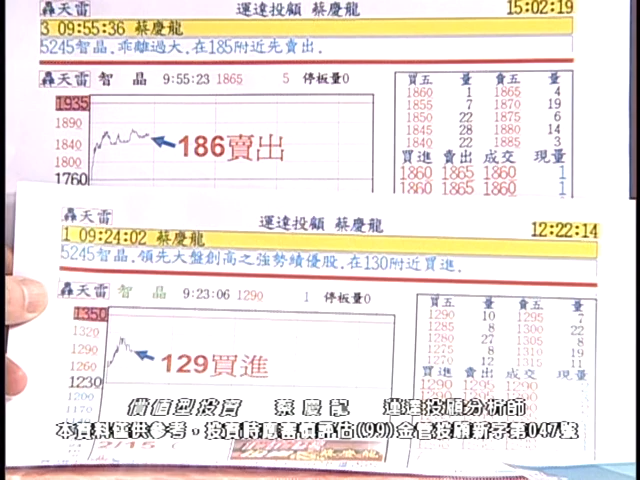 轟天雷 運達投顧 蔡慶龍 15:02:19
3 09:55:36 蔡慶龍
5245智晶.乖離過大.在185附近先賣出.
轟天雷 智 晶 9:55:23 1865 5 停板量0
買五 量 賣五 量
1860 1 1865 4
1855 7 1870 19
1850 22 1875 6
1845 28 1880 14
1840 22 1885 3
買進 賣出 成交 現量
1860 1865 1860 1
1860 1865 1860 1
1935
1890
1840
1800
1760
186賣出
轟天雷 運達投顧 蔡慶龍 12:22:14
1 09:24:02 蔡慶龍
5245智晶.領先大盤創高之強勢績優股.在130附近買進.
轟天雷 智 晶 9:23:06 1290 1 停板量0
買五 量 賣五 量
1290 10 1295 7
1285 8 1300 22
1280 27 1305 8
1275 8 1310 19
1270 12 1315 11
買進 賣出 成交 現量
1290 1295 1290
1350
1320
1290
1260
1230
1200
1170
129買進
價值型投資 蔡慶龍 運達投顧分析師
本資料僅供參考，投資時應審慎評估(99)金管投顧新字第047號